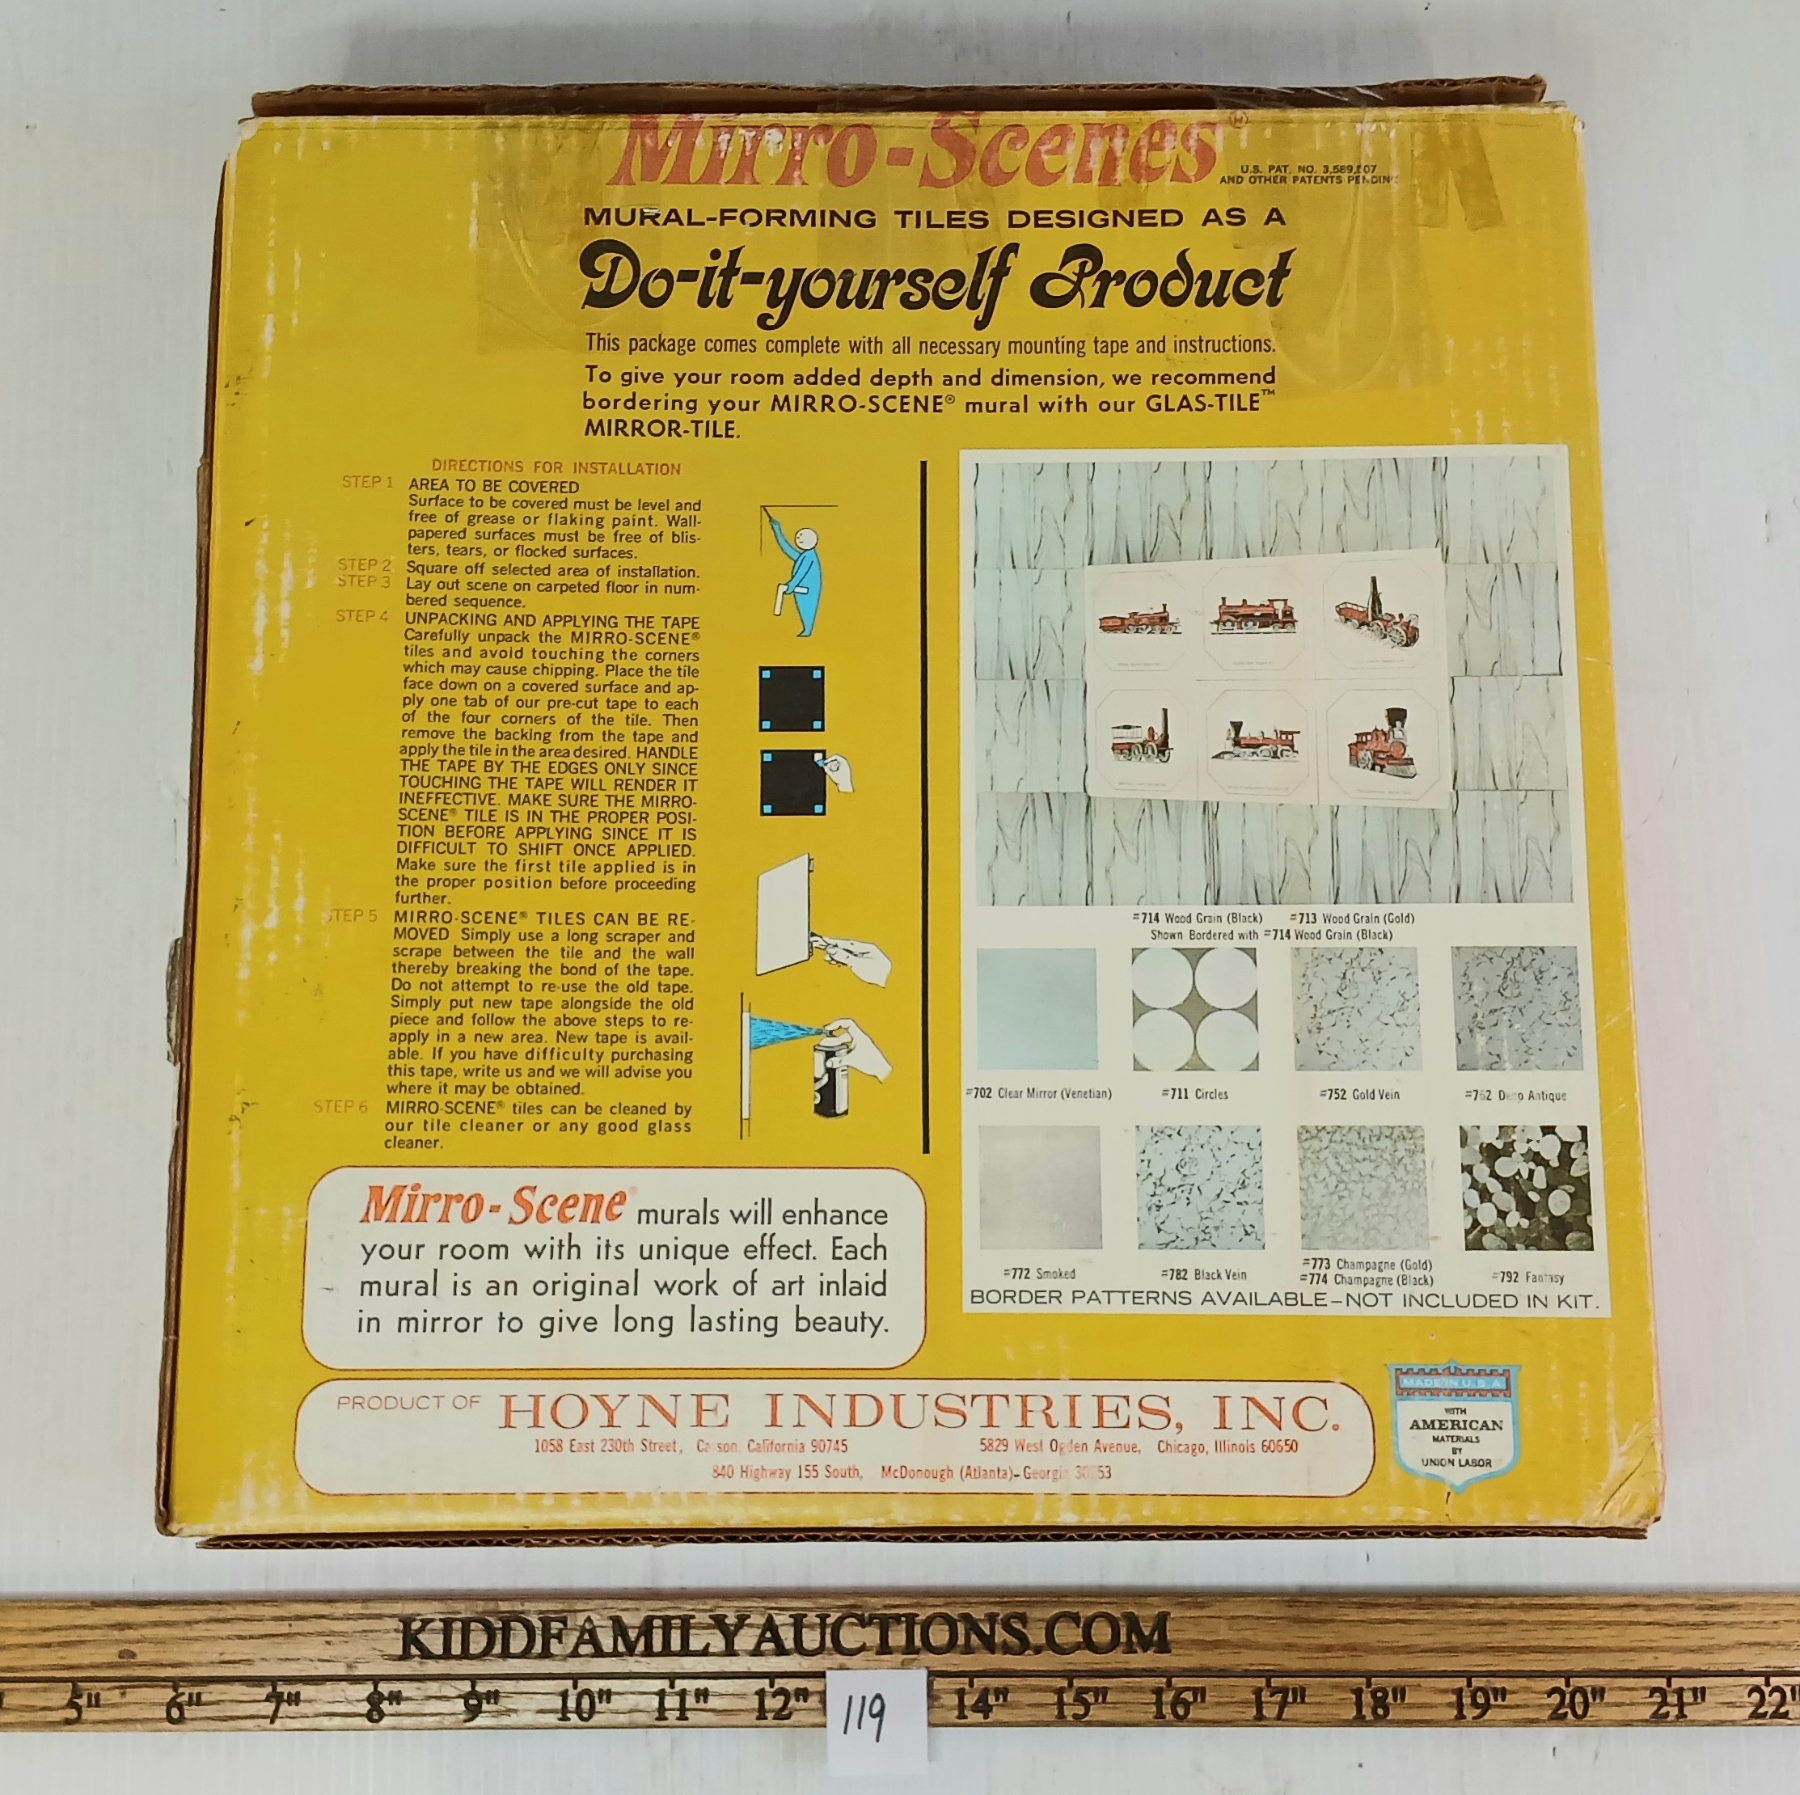 Mirro-Scenes®
U.S. PAT. NO. 3,589,607
AND OTHER PATENTS PENDING
MURAL-FORMING TILES DESIGNED AS A
Do-it-yourself Product
This package comes complete with all necessary mounting tape and instructions.
To give your room added depth and dimension, we recommend
bordering your MIRRO-SCENE® mural with our GLAS-TILE™
MIRROR-TILE.
DIRECTIONS FOR INSTALLATION
STEP 1 AREA TO BE COVERED
Surface to be covered must be level and
free of grease or flaking paint. Wall-
papered surfaces must be free of blis-
ters, tears, or flocked surfaces.
STEP 2 Square off selected area of installation.
STEP 3 Lay out scene on carpeted floor in num-
bered sequence.
STEP 4 UNPACKING AND APPLYING THE TAPE
Carefully unpack the MIRRO-SCENE®
tiles and avoid touching the corners
which may cause chipping. Place the tile
face down on a covered surface and ap-
ply one tab of our pre-cut tape to each
of the four corners of the tile. Then
remove the backing from the tape and
apply the tile in the area desired. HANDLE
THE TAPE BY THE EDGES ONLY SINCE
TOUCHING THE TAPE WILL RENDER IT
INEFFECTIVE. MAKE SURE THE MIRRO-
SCENE® TILE IS IN THE PROPER POSI-
TION BEFORE APPLYING SINCE IT IS
DIFFICULT TO SHIFT ONCE APPLIED.
Make sure the first tile applied is in
the proper position before proceeding
further.
STEP 5 MIRRO-SCENE® TILES CAN BE RE-
MOVED Simply use a long scraper and
scrape between the tile and the wall
thereby breaking the bond of the tape.
Do not attempt to re-use the old tape.
Simply put new tape alongside the old
piece and follow the above steps to re-
apply in a new area. New tape is avail-
able. If you have difficulty purchasing
this tape, write us and we will advise you
where it may be obtained.
STEP 6 MIRRO-SCENE® tiles can be cleaned by
our tile cleaner or any good glass
cleaner.
#714 Wood Grain (Black) #713 Wood Grain (Gold)
Shown Bordered with #714 Wood Grain (Black)
#702 Clear Mirror (Venetian) #711 Circles #752 Gold Vein #762 Deep Antique
#772 Smoked #782 Black Vein #773 Champagne (Gold) #792 Fantasy
#774 Champagne (Black)
BORDER PATTERNS AVAILABLE—NOT INCLUDED IN KIT.
Mirro-Scene® murals will enhance
your room with its unique effect. Each
mural is an original work of art inlaid
in mirror to give long lasting beauty.
PRODUCT OF HOYNE INDUSTRIES, INC.
1058 East 230th Street, Carson, California 90745 5829 West Ogden Avenue, Chicago, Illinois 60650
840 Highway 155 South, McDonough (Atlanta)-Georgia
MADE IN U.S.A.
WITH
AMERICAN
MATERIALS
BY
UNION LABOR
KIDDFAMILYAUCTIONS.COM
5" 6" 7" 8" 9" 10" 11" 12" 14" 15" 16" 17" 18" 19" 20" 21" 22"
119